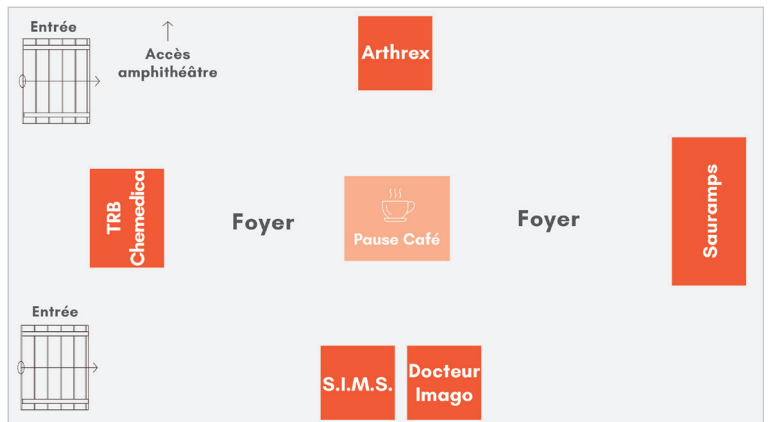 Entrée
Accès
amphithéâtre
Arthrex
TRB
Chemedica
Foyer
Pause Café
Foyer
Sauramps
Entrée
S.I.M.S.
Docteur
Imago